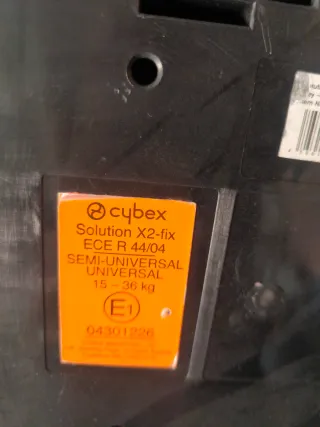 cybex
Solution X2-fix
ECE R 44/04
SEMI-UNIVERSAL
UNIVERSAL
15 - 36 kg
E1
04301226